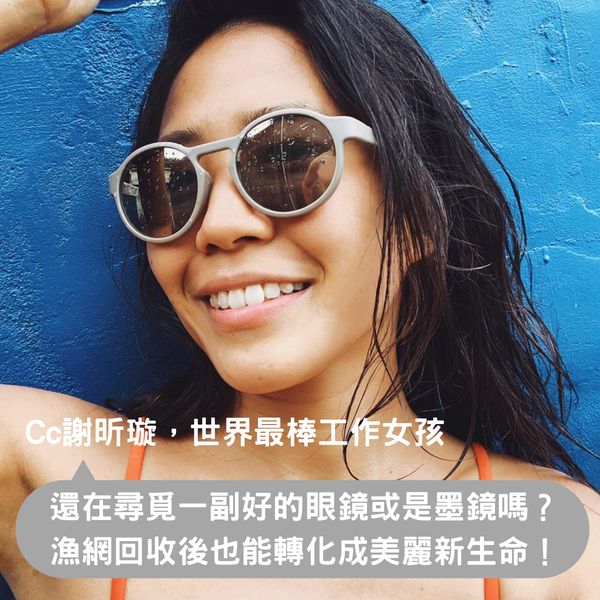 Cc謝昕璇，世界最棒工作女孩
還在尋覓一副好的眼鏡或是墨鏡嗎？
漁網回收後也能轉化成美麗新生命！